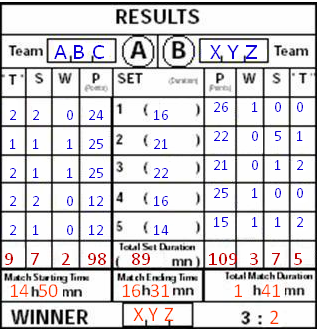 RESULTS
Team A,B,C A B X,Y,Z Team
"T" S W P (Points) SET (Duration) P (Points) W S "T"
2 2 0 24 1 ( 16 ) 26 1 0 0
1 1 1 25 2 ( 21 ) 22 0 5 1
2 1 1 25 3 ( 22 ) 21 0 1 2
2 2 0 12 4 ( 16 ) 25 1 0 0
2 1 0 12 5 ( 14 ) 15 1 1 2
Total Set Duration
9 7 2 98 ( 89 mn ) 109 3 7 5
Match Starting Time Match Ending Time Total Match Duration
14 h50 mn 16h31 mn 1 h41 mn
WINNER X,Y,Z 3 : 2